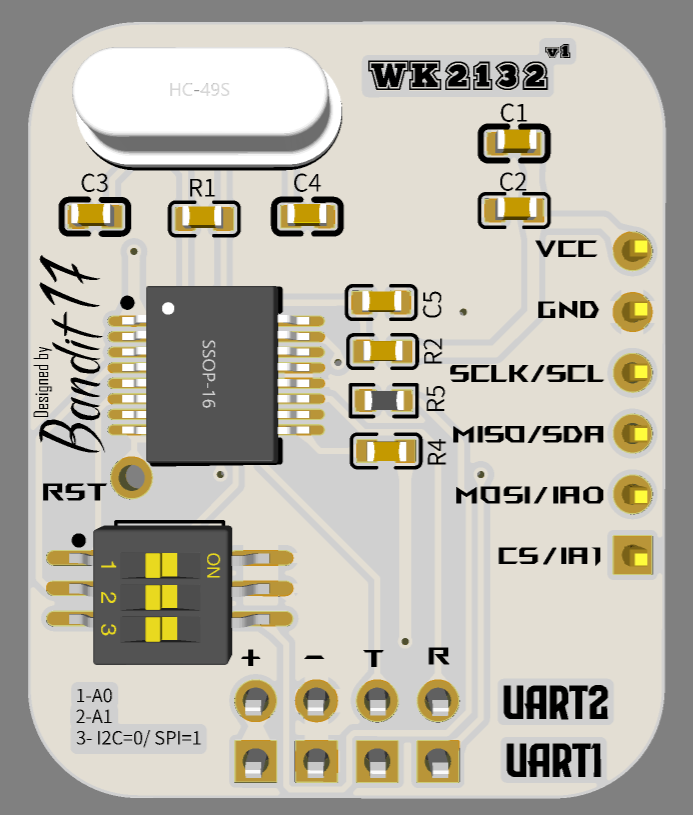 v1
HC-49S
WK2132
C1
C3
R1
C4
C2
VCC
GND
C5
R2
SCLK/SCL
R5
MISO/SDA
R4
MOSI/IA0
CS/IA1
Designed by
Bandit 17
SSOP-16
RST
ON
1
2
3
+ - T R
1-A0
2-A1
3- I2C=0/ SPI=1
UART2
UART1